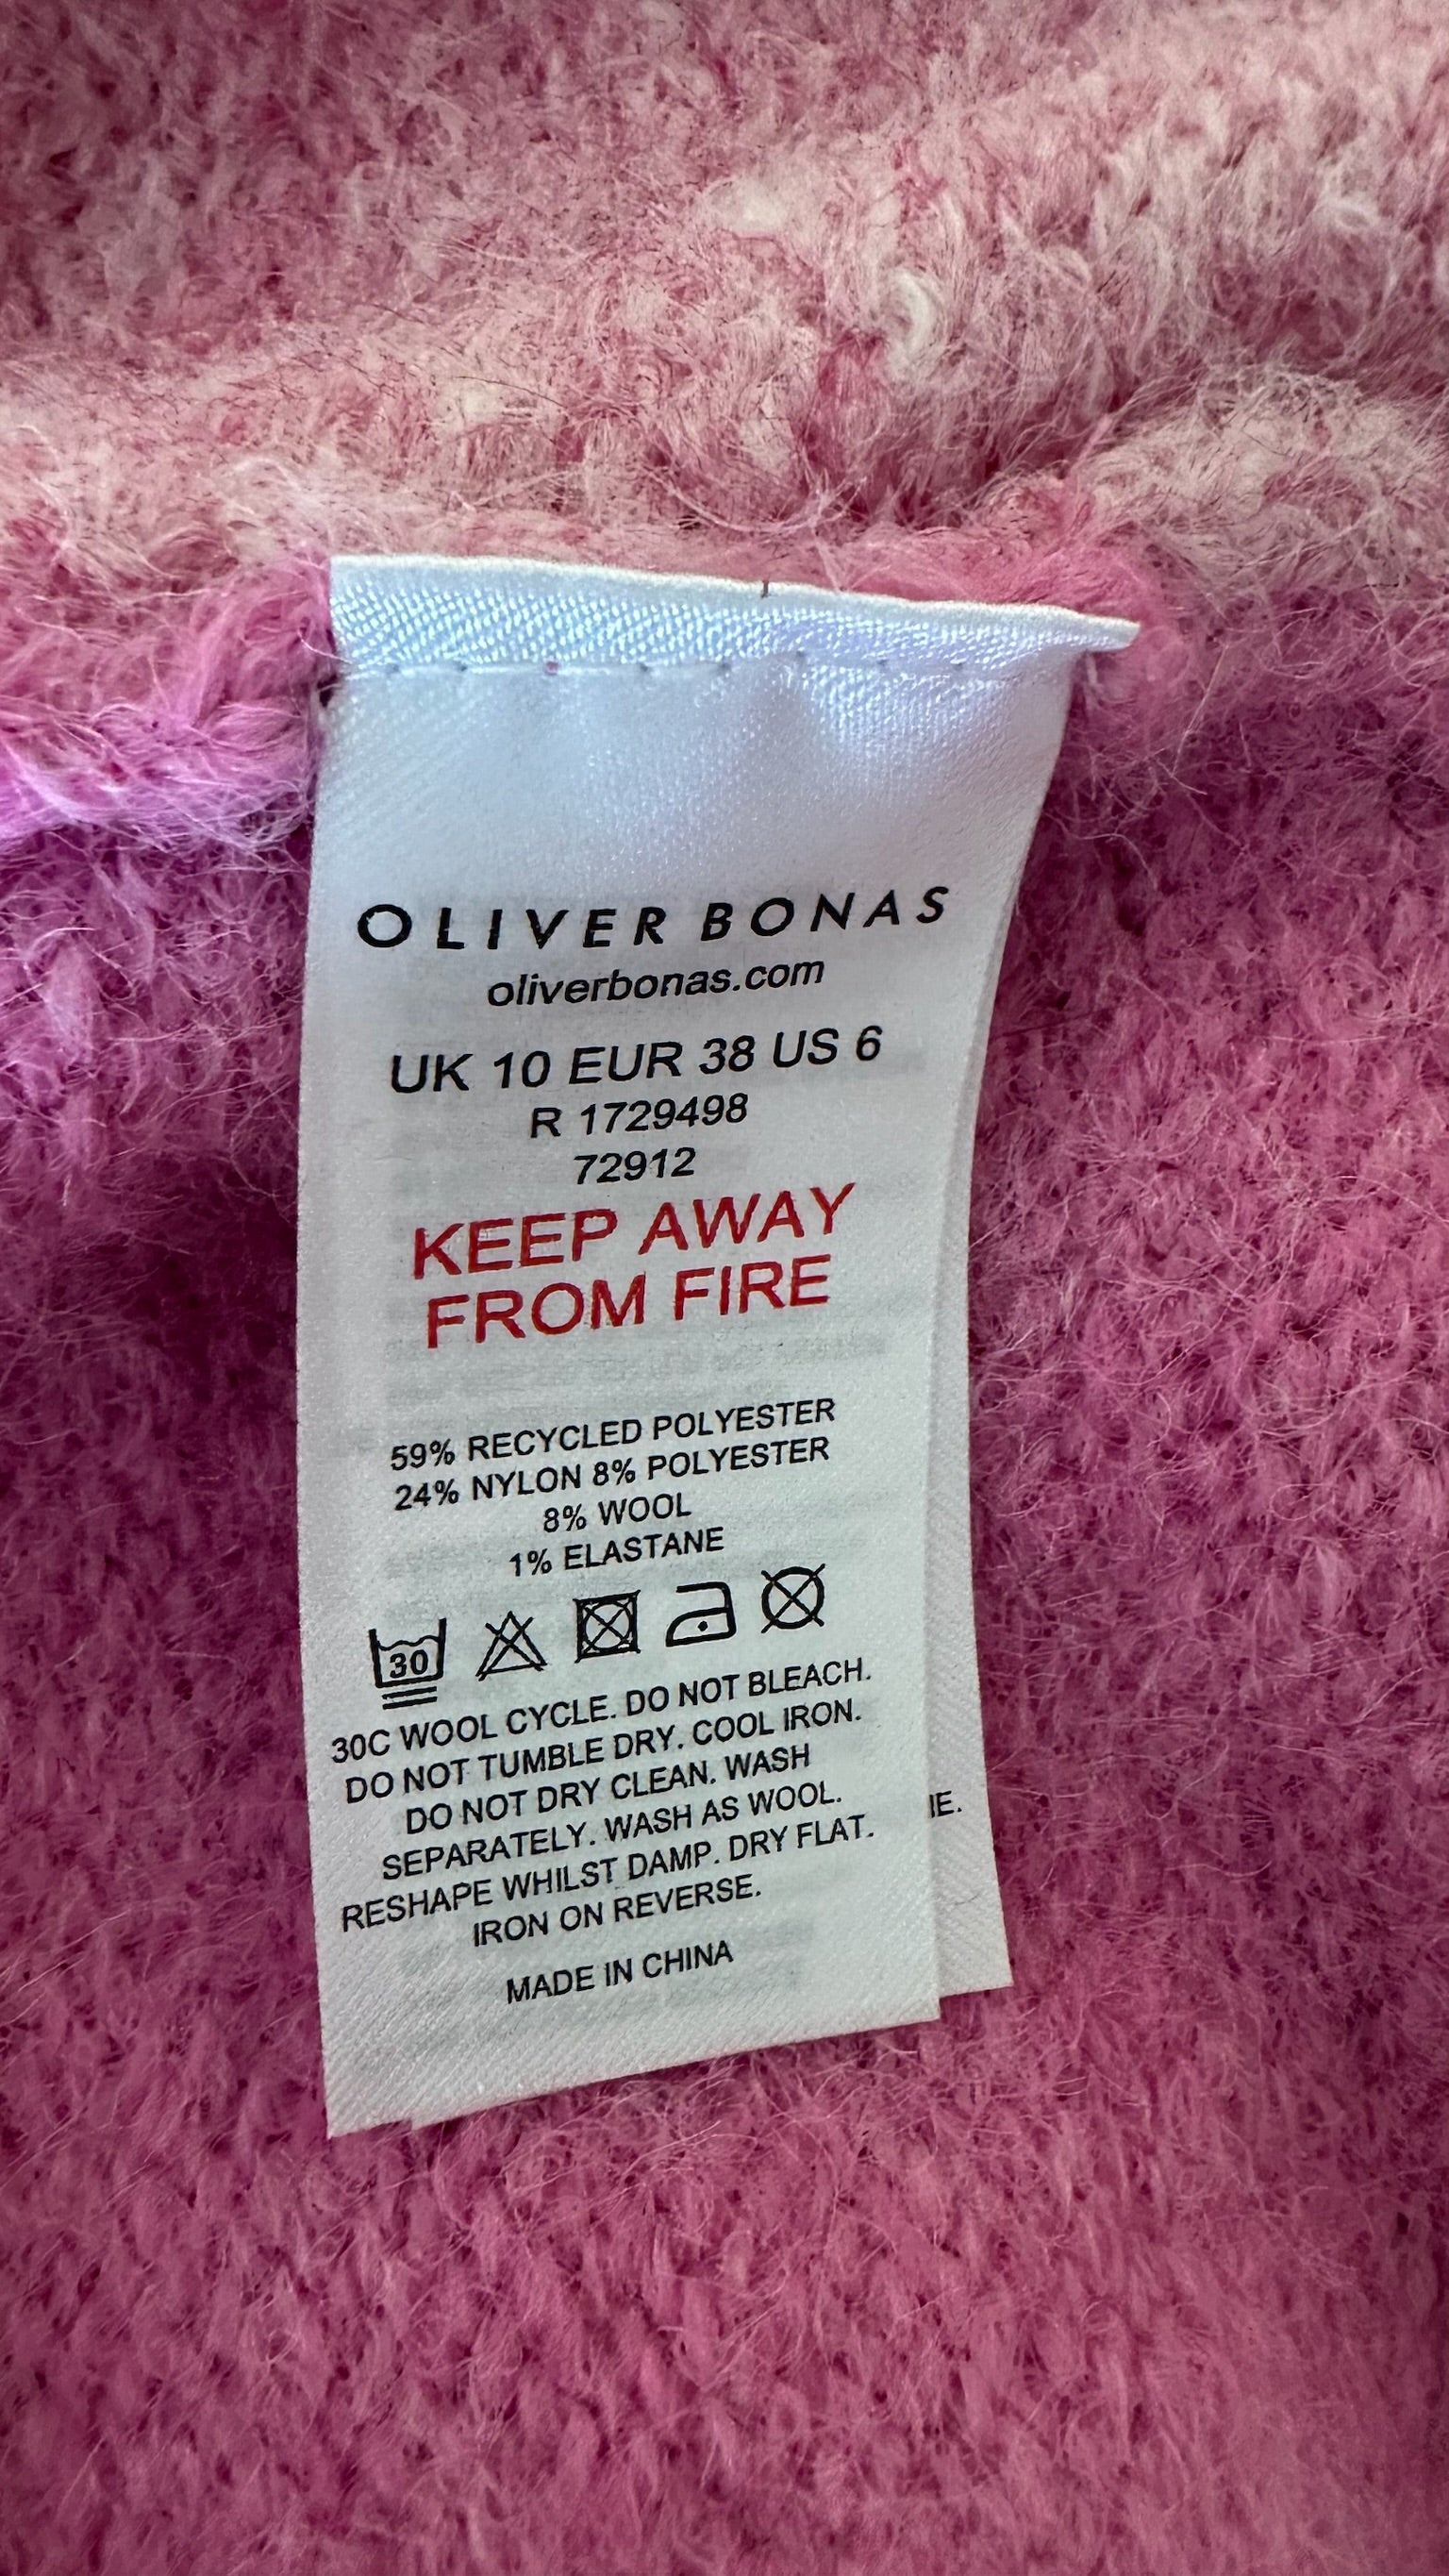 OLIVER BONAS
oliverbonas.com
UK 10 EUR 38 US 6
R 1729498
72912
KEEP AWAY
FROM FIRE
59% RECYCLED POLYESTER
24% NYLON 8% POLYESTER
8% WOOL
1% ELASTANE
30
30C WOOL CYCLE. DO NOT BLEACH.
DO NOT TUMBLE DRY. COOL IRON.
DO NOT DRY CLEAN. WASH
SEPARATELY. WASH AS WOOL.
RESHAPE WHILST DAMP. DRY FLAT.
IRON ON REVERSE.
MADE IN CHINA